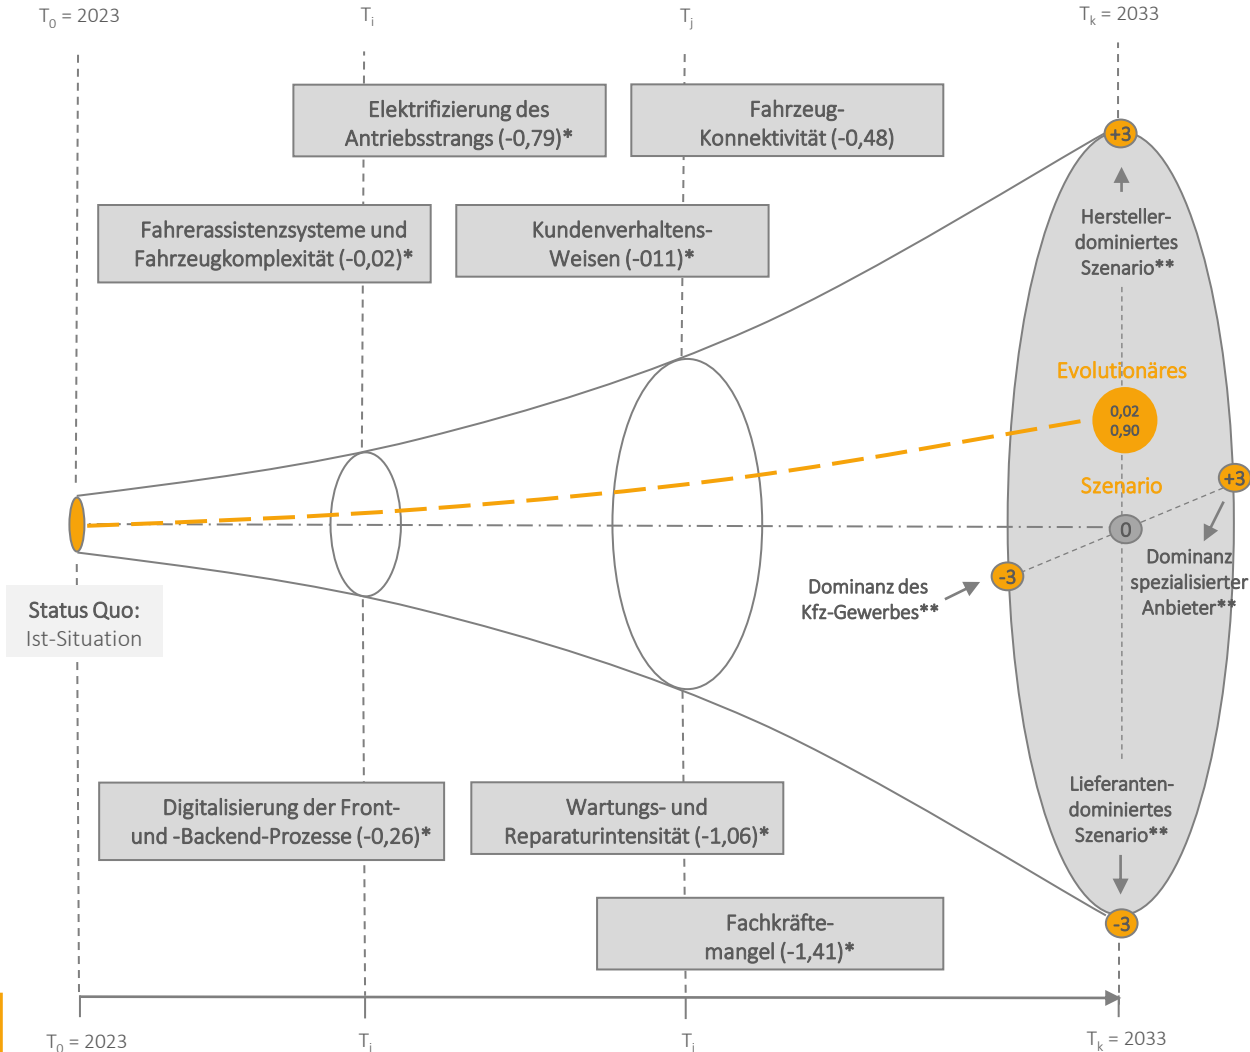 T0 = 2023
Ti
Tj
Tk = 2033
Elektrifizierung des
Antriebsstrangs (-0,79)*
Fahrzeug-
Konnektivität (-0,48)
+3
Fahrerassistenzsysteme und
Fahrzeugkomplexität (-0,02)*
Kundenverhaltens-
Weisen (-011)*
Hersteller-
dominiertes
Szenario**
Evolutionäres
0,02
0,90
Szenario
+3
0
-3
Dominanz des
Kfz-Gewerbes**
Dominanz
spezialisierter
Anbieter**
Status Quo:
Ist-Situation
Digitalisierung der Front-
und -Backend-Prozesse (-0,26)*
Wartungs- und
Reparaturintensität (-1,06)*
Lieferanten-
dominiertes
Szenario**
-3
Fachkräfte-
mangel (-1,41)*
T0 = 2023
Ti
Tj
Tk = 2033